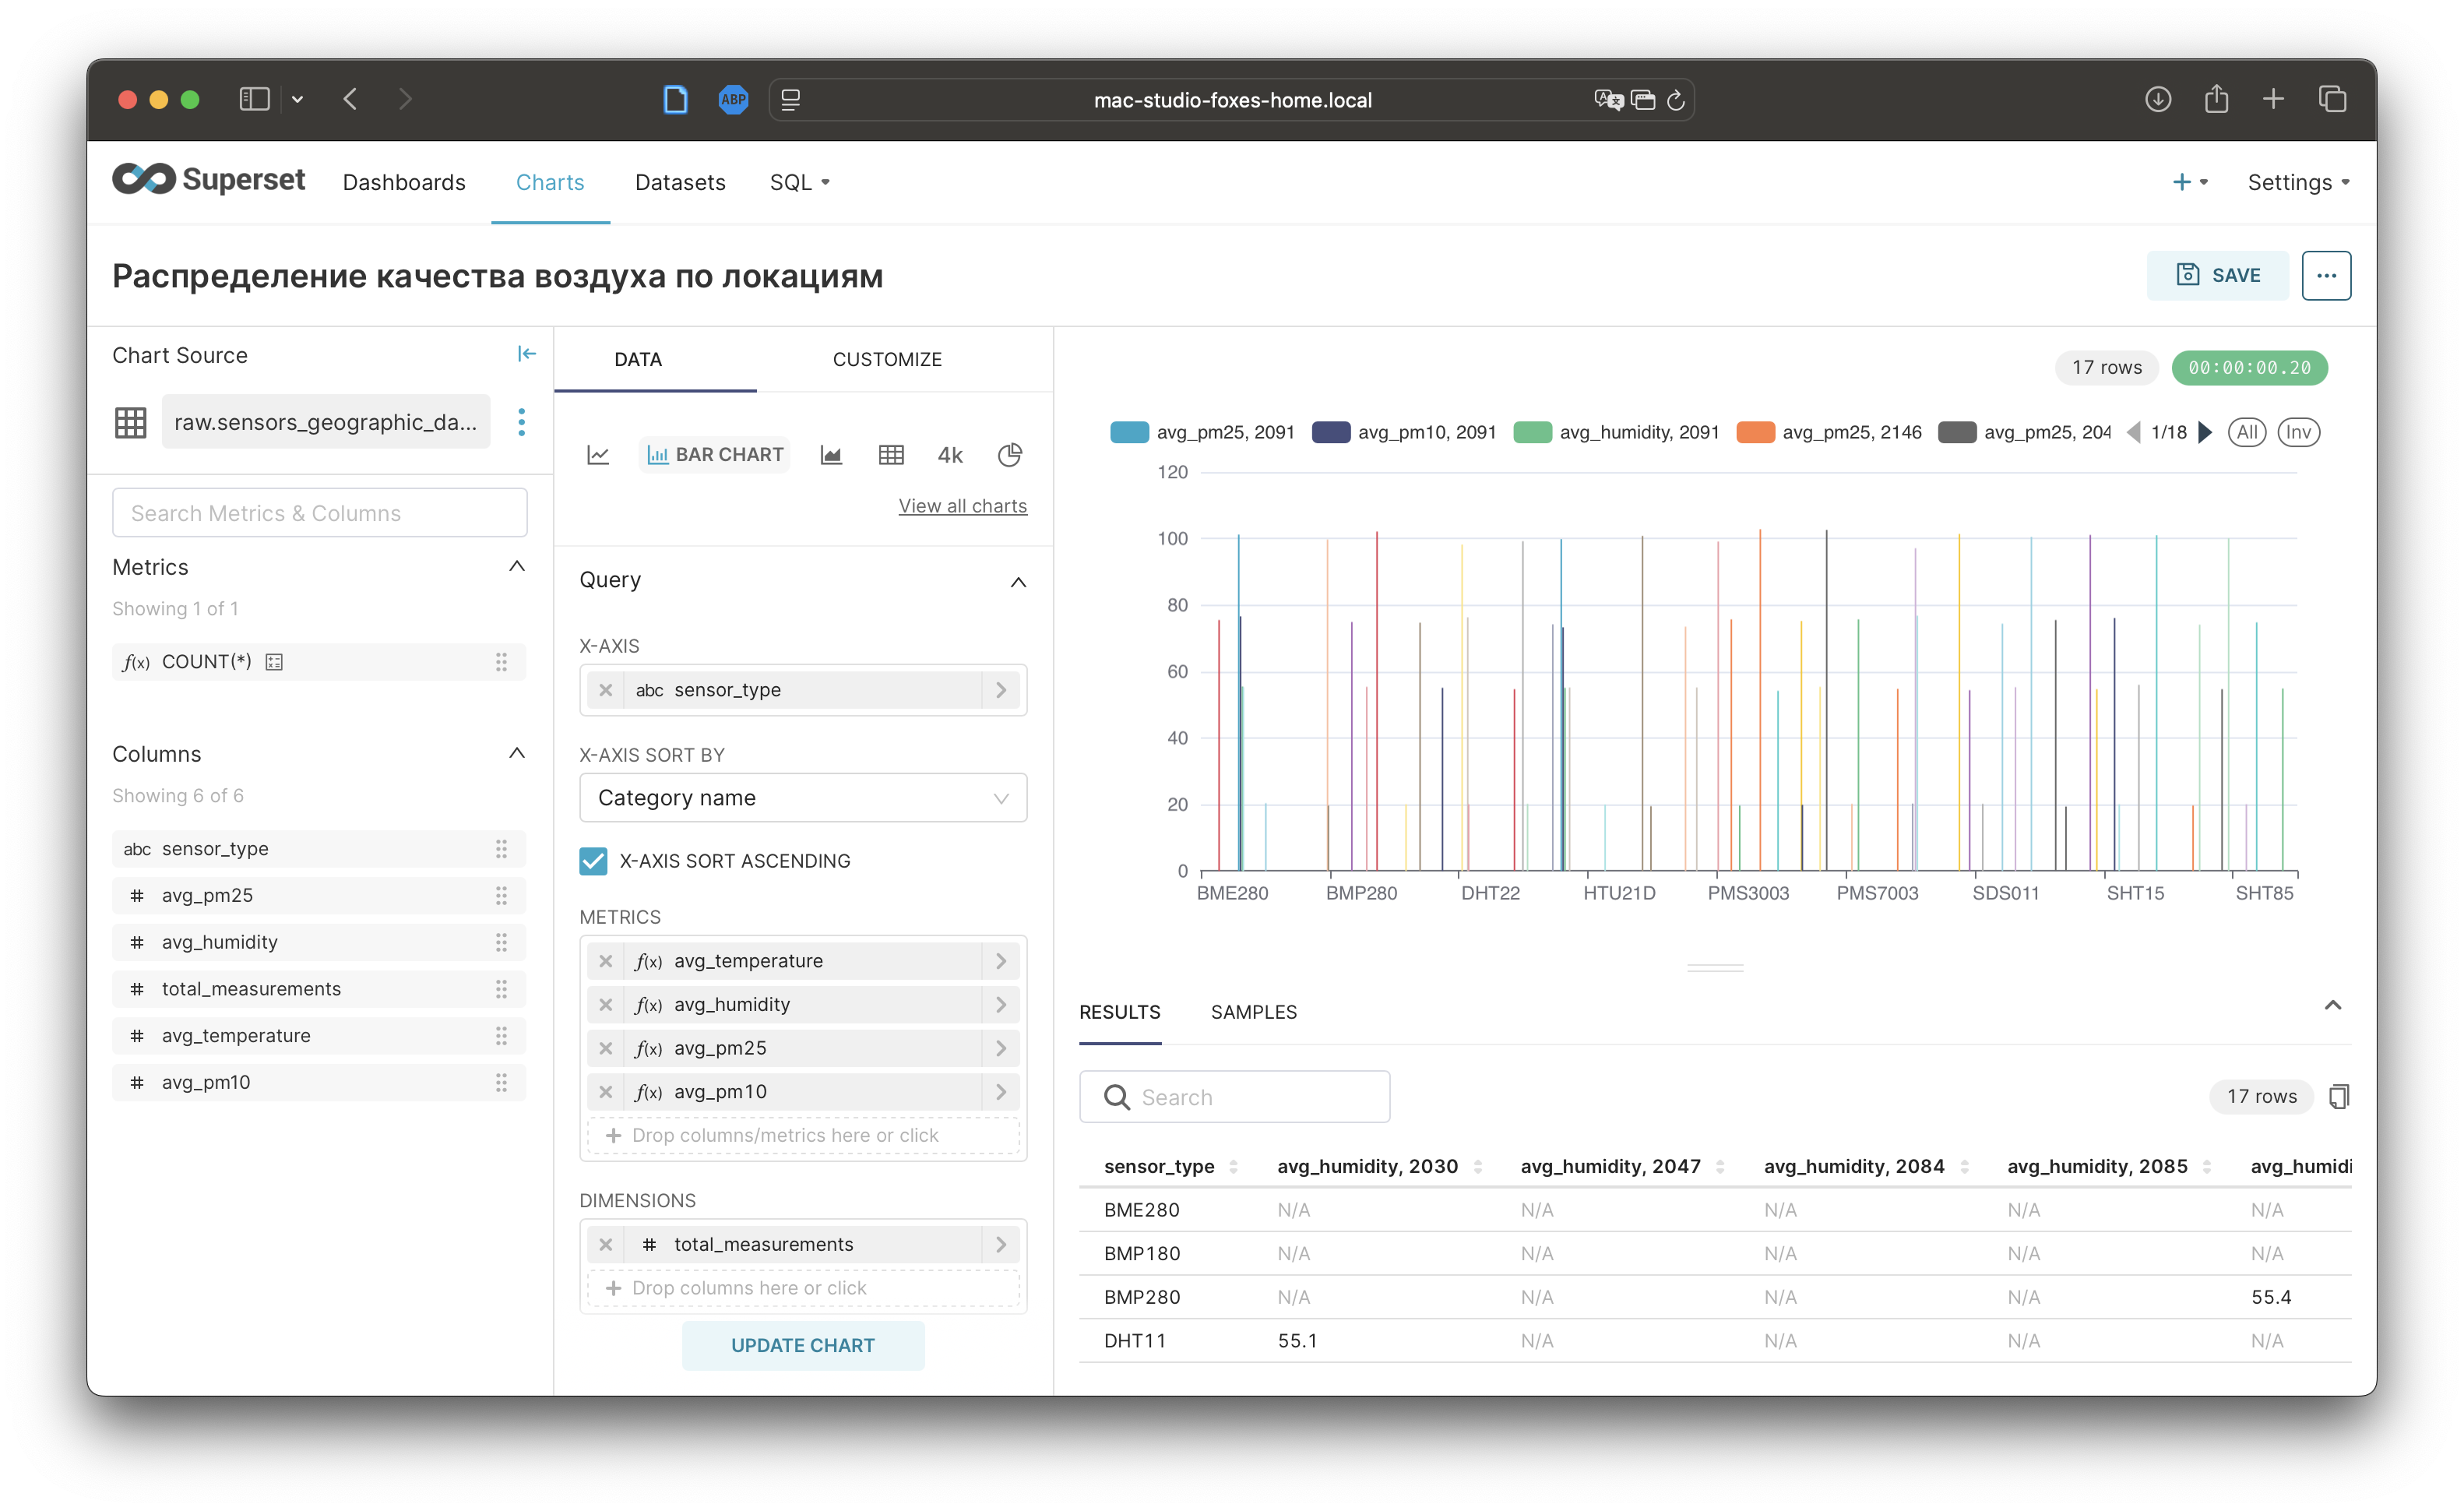 ABP
mac-studio-foxes-home.local
Superset
Dashboards
Charts
Datasets
SQL
Settings
Распределение качества воздуха по локациям
SAVE
Chart Source
raw.sensors_geographic_da...
Search Metrics & Columns
Metrics
Showing 1 of 1
f(x) COUNT(*)
Columns
Showing 6 of 6
abc sensor_type
# avg_pm25
# avg_humidity
# total_measurements
# avg_temperature
# avg_pm10
DATA
CUSTOMIZE
BAR CHART
4k
View all charts
Query
X-AXIS
abc sensor_type
X-AXIS SORT BY
Category name
X-AXIS SORT ASCENDING
METRICS
f(x) avg_temperature
f(x) avg_humidity
f(x) avg_pm25
f(x) avg_pm10
Drop columns/metrics here or click
DIMENSIONS
# total_measurements
Drop columns here or click
UPDATE CHART
17 rows
00:00:00.20
avg_pm25, 2091
avg_pm10, 2091
avg_humidity, 2091
avg_pm25, 2146
avg_pm25, 204
1/18
All
Inv
120
100
80
60
40
20
0
BME280 BMP280 DHT22 HTU21D PMS3003 PMS7003 SDS011 SHT15 SHT85
RESULTS
SAMPLES
Search
17 rows
sensor_type avg_humidity, 2030 avg_humidity, 2047 avg_humidity, 2084 avg_humidity, 2085 avg_humidi
BME280 N/A N/A N/A N/A N/A
BMP180 N/A N/A N/A N/A N/A
BMP280 N/A N/A N/A N/A 55.4
DHT11 55.1 N/A N/A N/A N/A